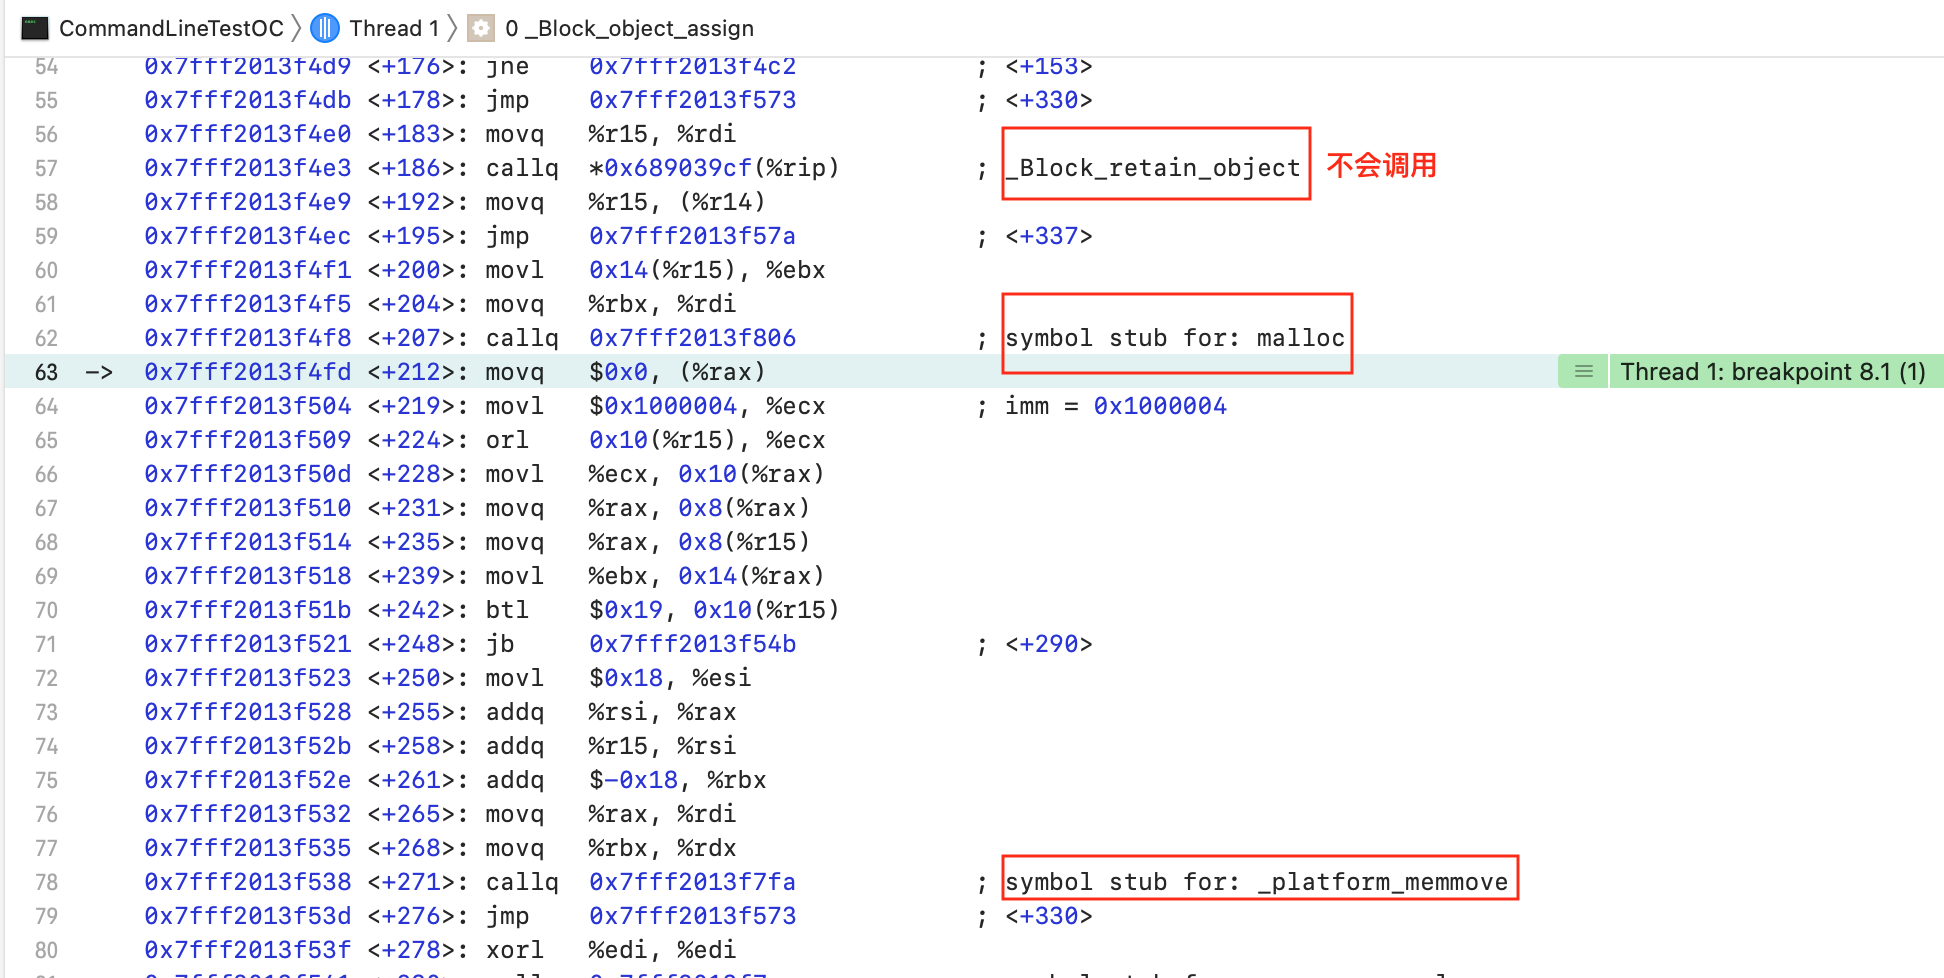 CommandLineTestOC 〉 Thread 1 〉 0 _Block_object_assign
54 0x7fff2013f4d9 <+176>: jne 0x7fff2013f4c2 ; <+153>
55 0x7fff2013f4db <+178>: jmp 0x7fff2013f573 ; <+330>
56 0x7fff2013f4e0 <+183>: movq %r15, %rdi
57 0x7fff2013f4e3 <+186>: callq *0x689039cf(%rip) ; _Block_retain_object 不会调用
58 0x7fff2013f4e9 <+192>: movq %r15, (%r14)
59 0x7fff2013f4ec <+195>: jmp 0x7fff2013f57a ; <+337>
60 0x7fff2013f4f1 <+200>: movl 0x14(%r15), %ebx
61 0x7fff2013f4f5 <+204>: movq %rbx, %rdi
62 0x7fff2013f4f8 <+207>: callq 0x7fff2013f806 ; symbol stub for: malloc
63 -> 0x7fff2013f4fd <+212>: movq $0x0, (%rax) Thread 1: breakpoint 8.1 (1)
64 0x7fff2013f504 <+219>: movl $0x1000004, %ecx ; imm = 0x1000004
65 0x7fff2013f509 <+224>: orl 0x10(%r15), %ecx
66 0x7fff2013f50d <+228>: movl %ecx, 0x10(%rax)
67 0x7fff2013f510 <+231>: movq %rax, 0x8(%rax)
68 0x7fff2013f514 <+235>: movq %rax, 0x8(%r15)
69 0x7fff2013f518 <+239>: movl %ebx, 0x14(%rax)
70 0x7fff2013f51b <+242>: btl $0x19, 0x10(%r15)
71 0x7fff2013f521 <+248>: jb 0x7fff2013f54b ; <+290>
72 0x7fff2013f523 <+250>: movl $0x18, %esi
73 0x7fff2013f528 <+255>: addq %rsi, %rax
74 0x7fff2013f52b <+258>: addq %r15, %rsi
75 0x7fff2013f52e <+261>: addq $-0x18, %rbx
76 0x7fff2013f532 <+265>: movq %rax, %rdi
77 0x7fff2013f535 <+268>: movq %rbx, %rdx
78 0x7fff2013f538 <+271>: callq 0x7fff2013f7fa ; symbol stub for: _platform_memmove
79 0x7fff2013f53d <+276>: jmp 0x7fff2013f573 ; <+330>
80 0x7fff2013f53f <+278>: xorl %edi, %edi